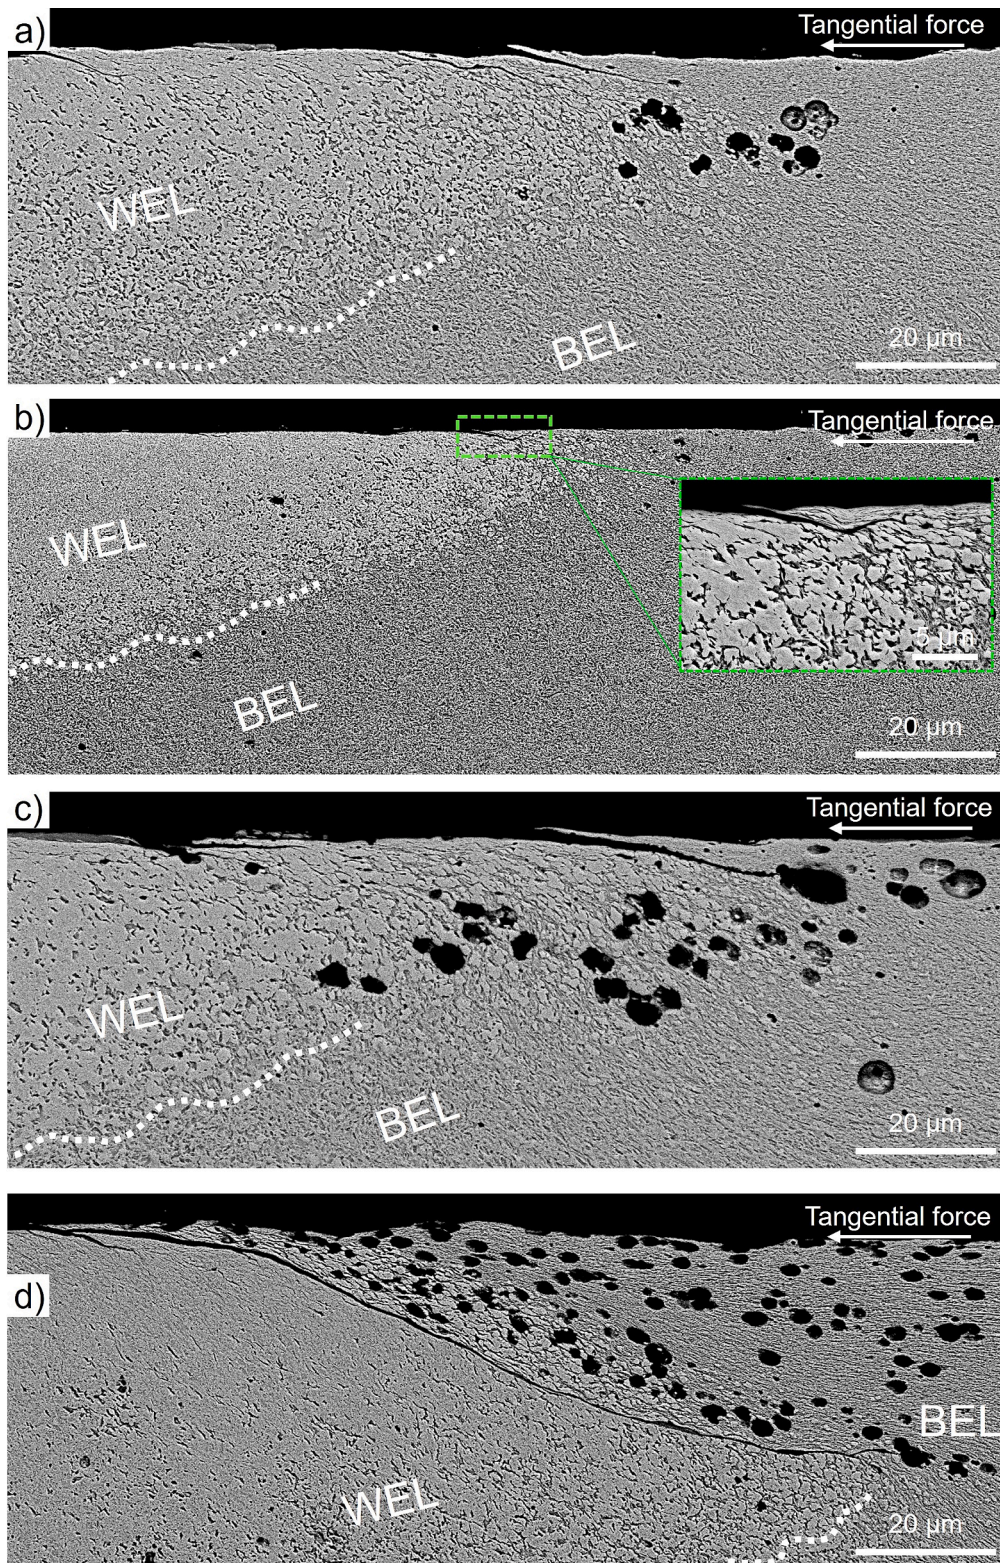 a)
Tangential force
WEL
BEL
20 µm
b)
Tangential force
WEL
5 µm
BEL
20 µm
c)
Tangential force
WEL
BEL
20 µm
Tangential force
d)
BEL
WEL
20 µm